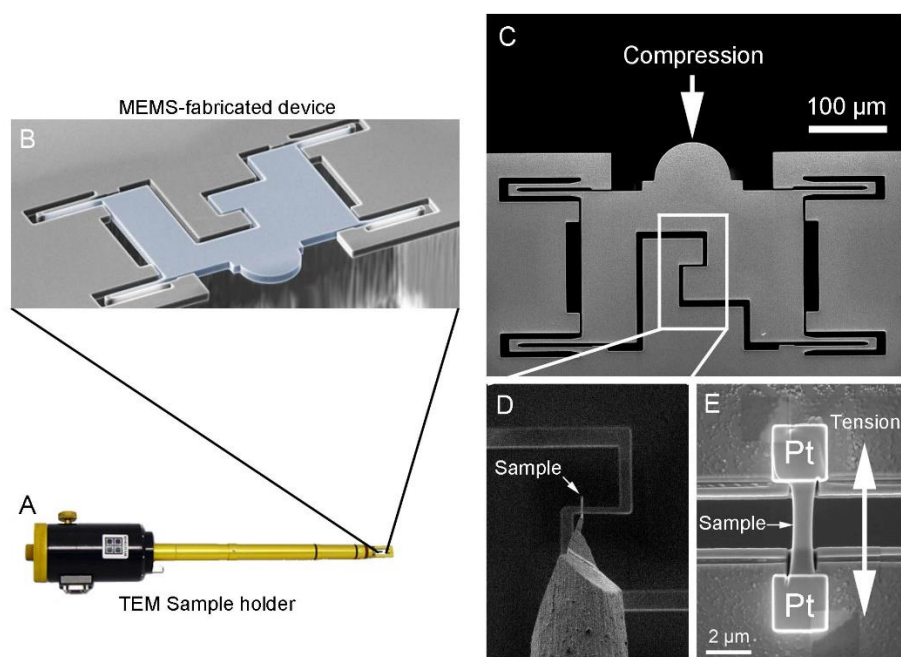 MEMS-fabricated device
B
A
TEM Sample holder
C
Compression
100 µm
D
Sample
E
Tension
Pt
Sample
Pt
2 µm